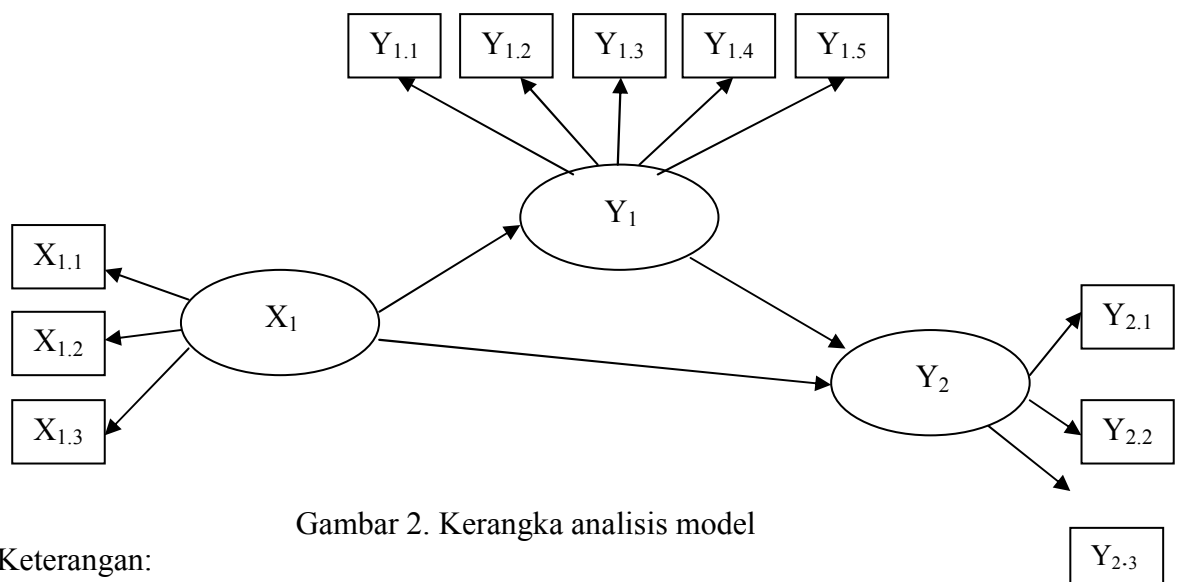 Y1.1 Y1.2 Y1.3 Y1.4 Y1.5
Y1
X1.1
X1
X1.2
X1.3
Y2.1
Y2
Y2.2
Gambar 2. Kerangka analisis model
Keterangan:
Y2.3